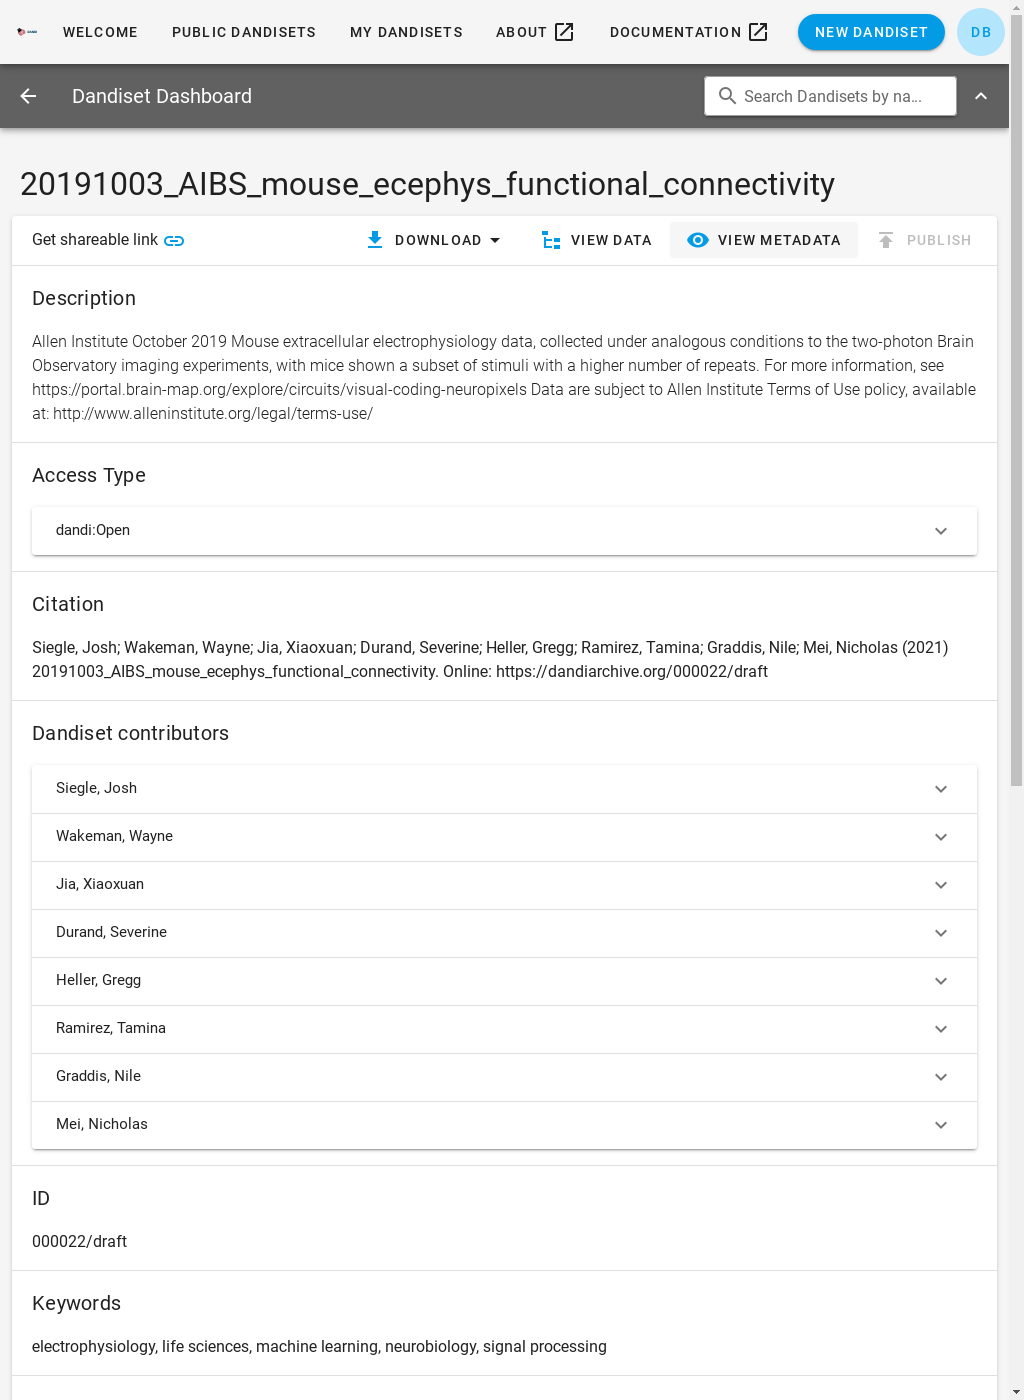 WELCOME PUBLIC DANDISETS MY DANDISETS ABOUT DOCUMENTATION NEW DANDISET DB
Dandiset Dashboard Search Dandisets by na...
20191003_AIBS_mouse_ecephys_functional_connectivity
Get shareable link DOWNLOAD VIEW DATA VIEW METADATA PUBLISH
Description
Allen Institute October 2019 Mouse extracellular electrophysiology data, collected under analogous conditions to the two-photon Brain
Observatory imaging experiments, with mice shown a subset of stimuli with a higher number of repeats. For more information, see
https://portal.brain-map.org/explore/circuits/visual-coding-neuropixels Data are subject to Allen Institute Terms of Use policy, available
at: http://www.alleninstitute.org/legal/terms-use/
Access Type
dandi:Open
Citation
Siegle, Josh; Wakeman, Wayne; Jia, Xiaoxuan; Durand, Severine; Heller, Gregg; Ramirez, Tamina; Graddis, Nile; Mei, Nicholas (2021)
20191003_AIBS_mouse_ecephys_functional_connectivity. Online: https://dandiarchive.org/000022/draft
Dandiset contributors
Siegle, Josh
Wakeman, Wayne
Jia, Xiaoxuan
Durand, Severine
Heller, Gregg
Ramirez, Tamina
Graddis, Nile
Mei, Nicholas
ID
000022/draft
Keywords
electrophysiology, life sciences, machine learning, neurobiology, signal processing